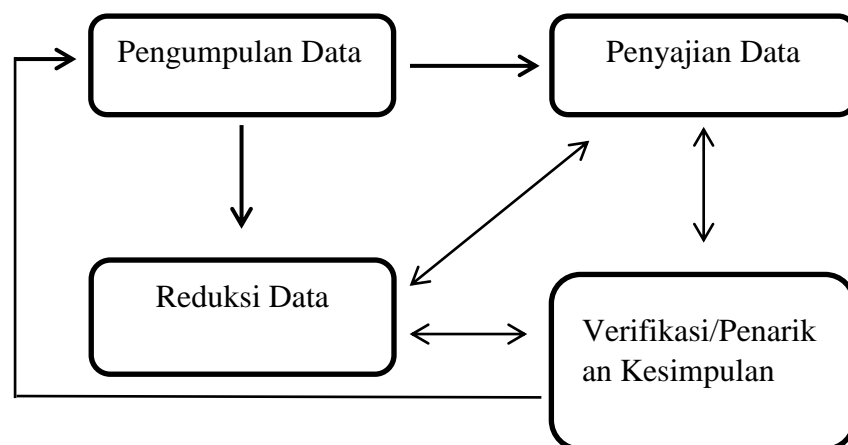 Pengumpulan Data
Penyajian Data
Reduksi Data
Verifikasi/Penarik
an Kesimpulan